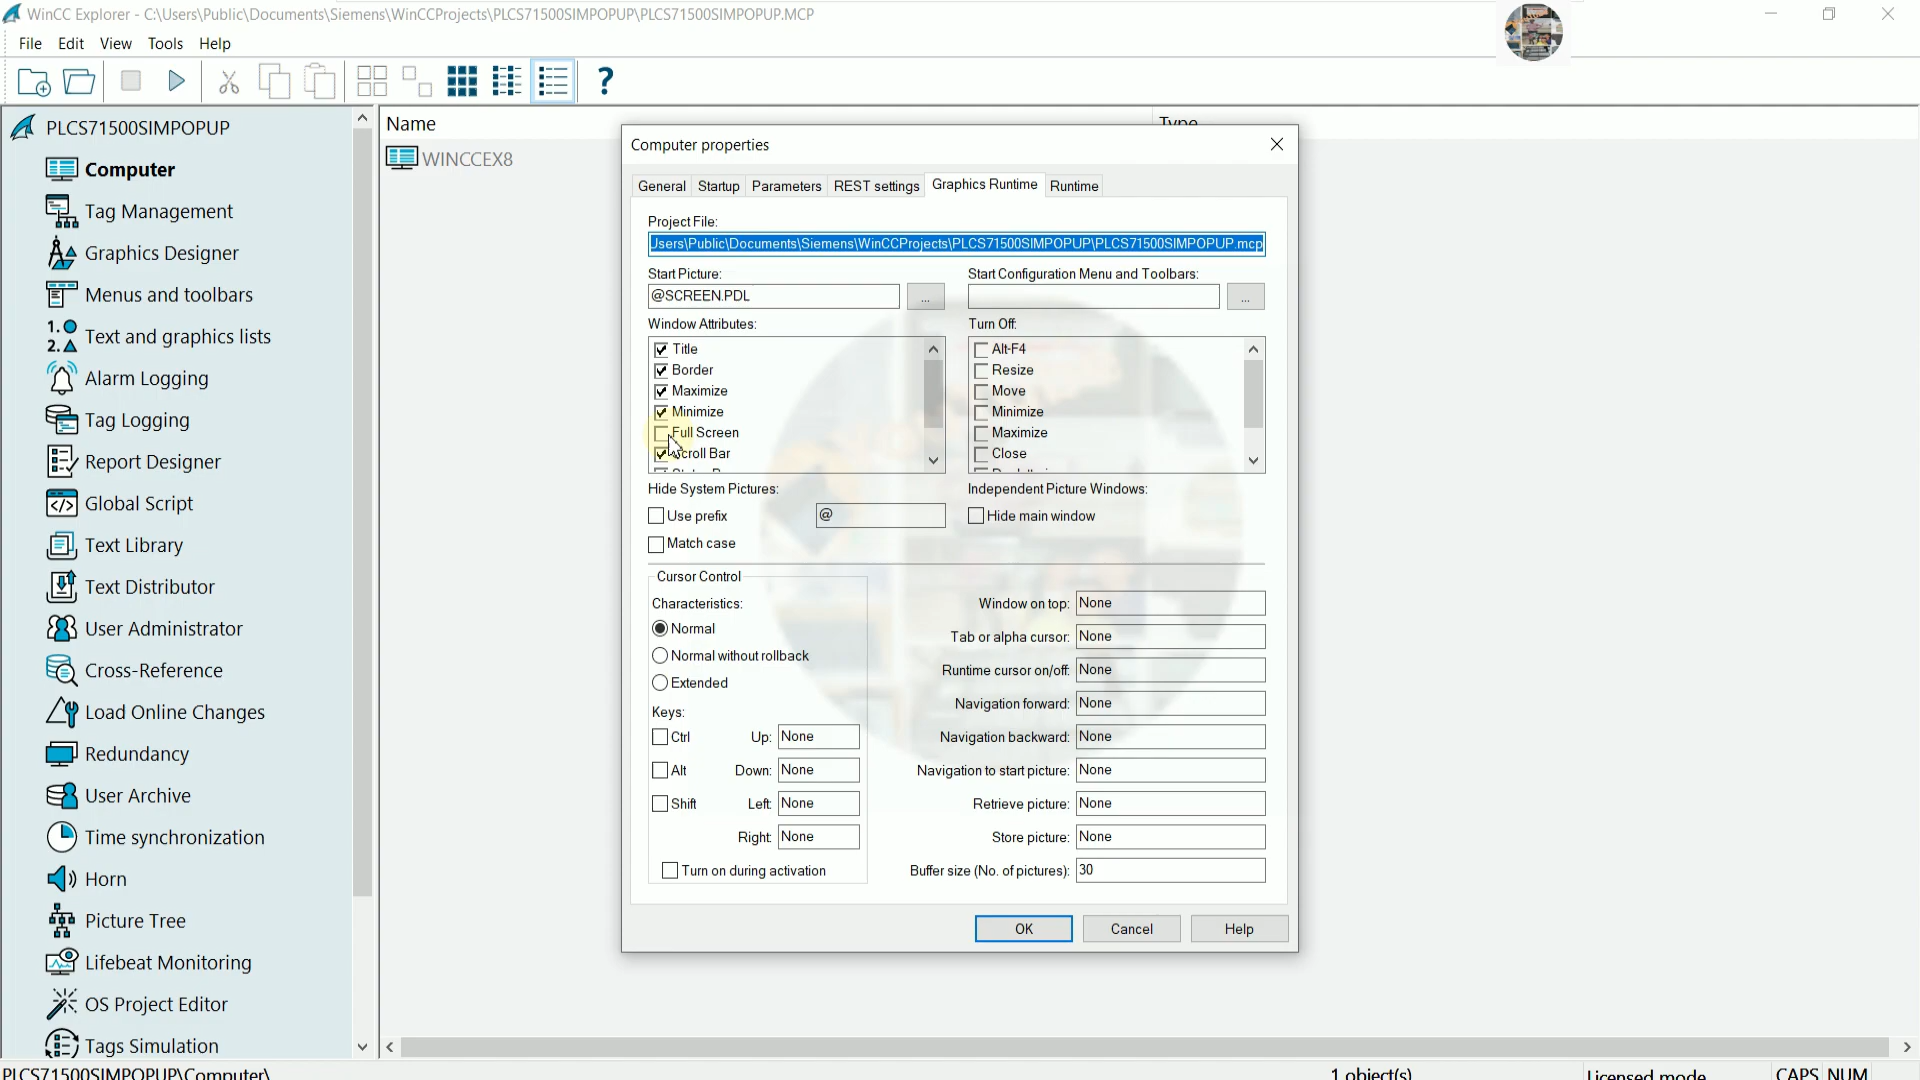 WinCC Explorer - C:\Users\Public\Documents\Siemens\WinCCProjects\PLCS71500SIMPOPUP\PLCS71500SIMPOPUP.MCP
File Edit View Tools Help
PLCS71500SIMPOPUP
Computer
Tag Management
Graphics Designer
Menus and toolbars
Text and graphics lists
Alarm Logging
Tag Logging
Report Designer
Global Script
Text Library
Text Distributor
User Administrator
Cross-Reference
Load Online Changes
Redundancy
User Archive
Time synchronization
Horn
Picture Tree
Lifebeat Monitoring
OS Project Editor
Tags Simulation
Name Type
WINCCEX8
Computer properties
General Startup Parameters REST settings Graphics Runtime Runtime
Project File:
Users\Public\Documents\Siemens\WinCCProjects\PLCS71500SIMPOPUP\PLCS71500SIMPOPUP.mcp
Start Picture: Start Configuration Menu and Toolbars:
@SCREEN.PDL ... ...
Window Attributes: Turn Off:
Title Alt-F4
Border Resize
Maximize Move
Minimize Minimize
Full Screen Maximize
Scroll Bar Close
Hide System Pictures: Independent Picture Windows:
Use prefix @ Hide main window
Match case
Cursor Control
Characteristics: Window on top: None
Normal Tab or alpha cursor: None
Normal without rollback Runtime cursor on/off: None
Extended Navigation forward: None
Keys:
Ctrl Up: None Navigation backward: None
Alt Down: None Navigation to start picture: None
Shift Left: None Retrieve picture: None
Right: None Store picture: None
Turn on during activation Buffer size (No. of pictures): 30
OK Cancel Help
PLCS71500SIMPOPUP\Computer\ 1 object(s) Licensed mode CAPS NUM